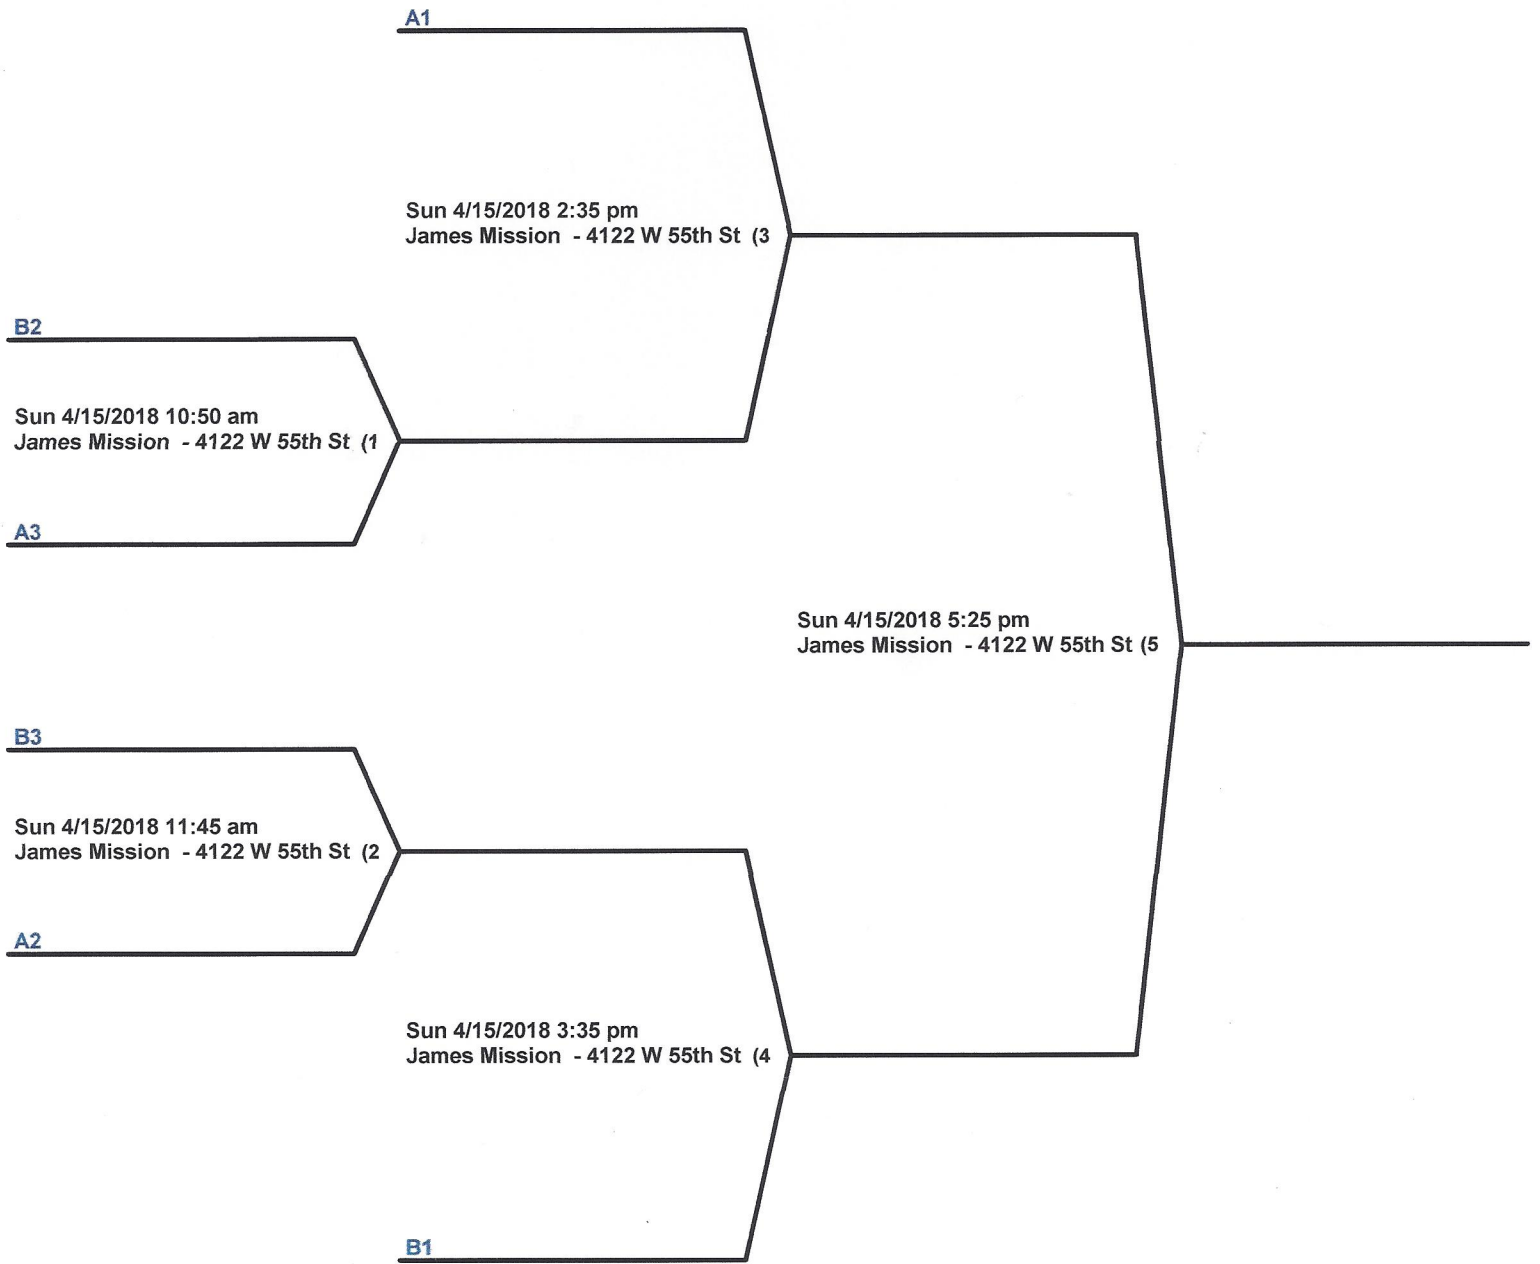 A1
Sun 4/15/2018 2:35 pm
James Mission - 4122 W 55th St (3
B2
Sun 4/15/2018 10:50 am
James Mission - 4122 W 55th St (1
A3
Sun 4/15/2018 5:25 pm
James Mission - 4122 W 55th St (5
B3
Sun 4/15/2018 11:45 am
James Mission - 4122 W 55th St (2
A2
Sun 4/15/2018 3:35 pm
James Mission - 4122 W 55th St (4
B1